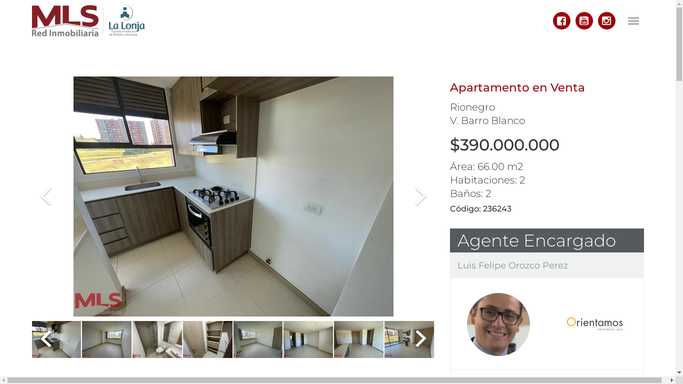 MLS
Red Inmobiliaria
La Lonja
Apartamento en Venta
Rionegro
V. Barro Blanco
$390.000.000
Área: 66.00 m2
Habitaciones: 2
Baños: 2
Código: 236243
Agente Encargado
Luis Felipe Orozco Perez
Orientamos
MLS